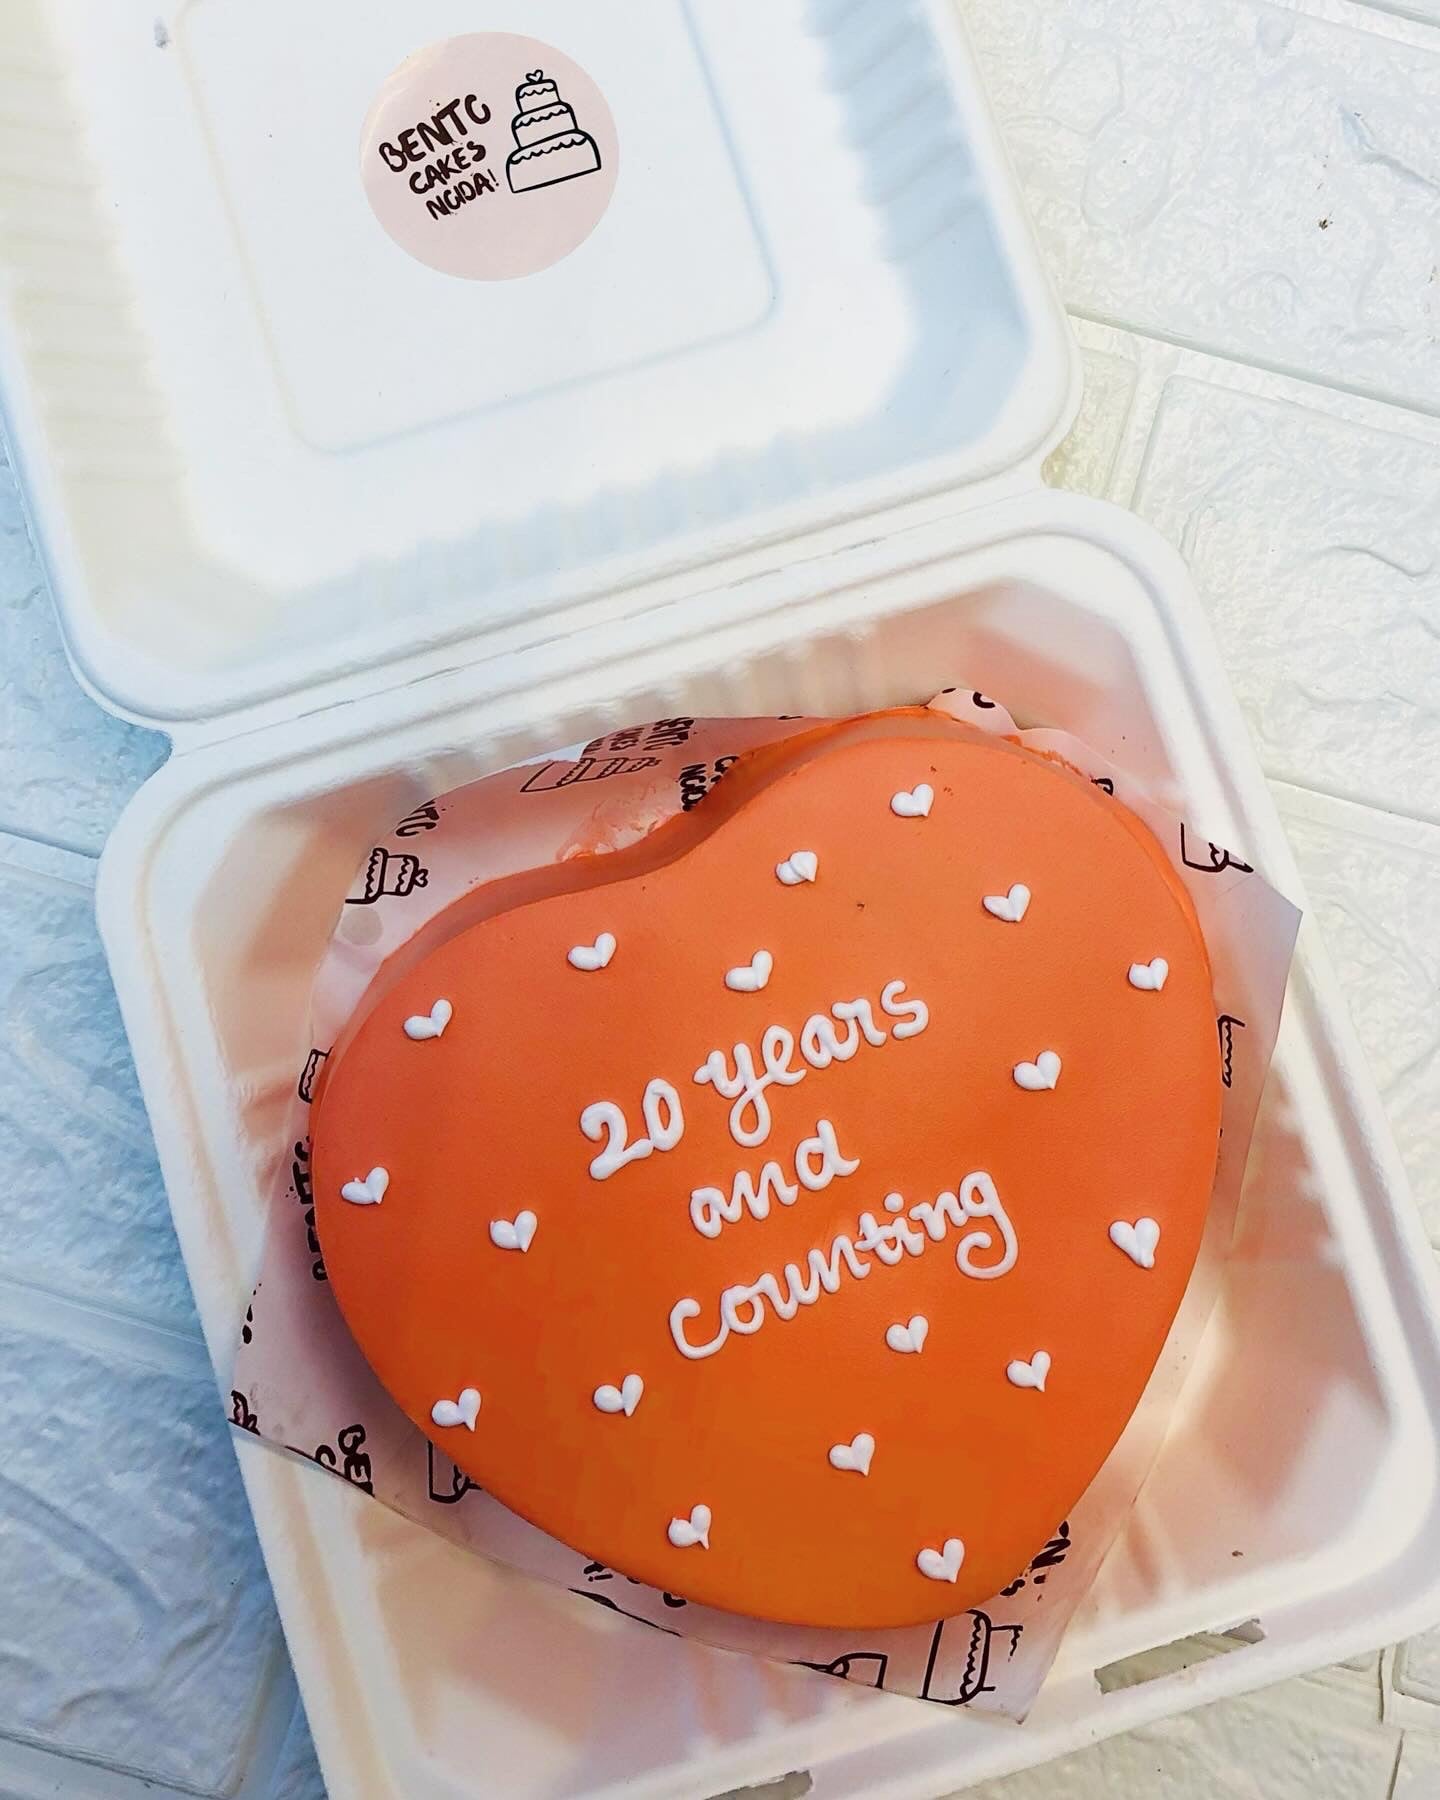 BENTO
CAKES
NOIDA!
20 years
and
counting